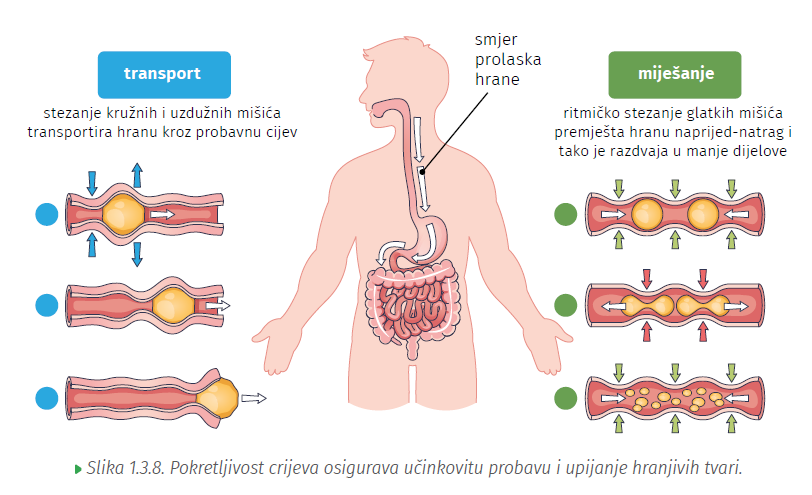 transport
stezanje kružnih i uzdužnih mišića
transportira hranu kroz probavnu cijev
smjer
prolaska
hrane
miješanje
ritmičko stezanje glatkih mišića
premješta hranu naprijed-natrag i
tako je razdvaja u manje dijelove
Slika 1.3.8. Pokretljivost crijeva osigurava učinkovitu probavu i upijanje hranjivih tvari.